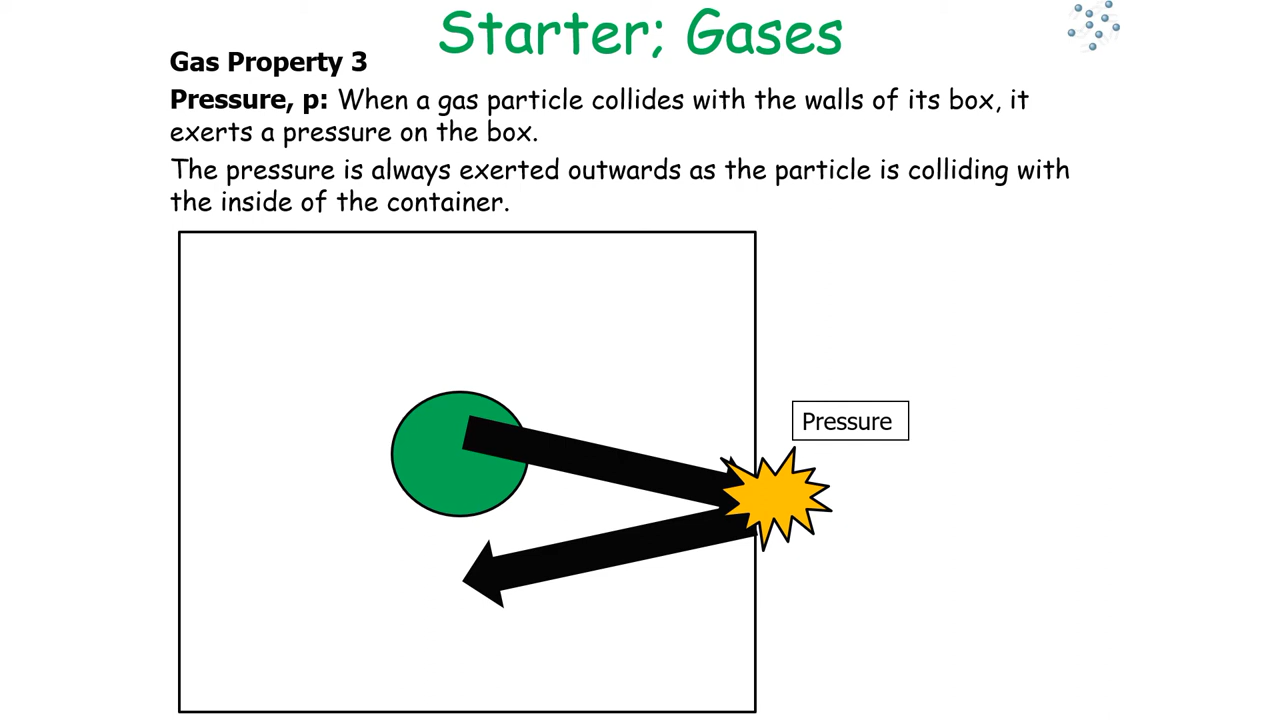 Starter; Gases
Gas Property 3
Pressure, p: When a gas particle collides with the walls of its box, it
exerts a pressure on the box.
The pressure is always exerted outwards as the particle is colliding with
the inside of the container.
Pressure